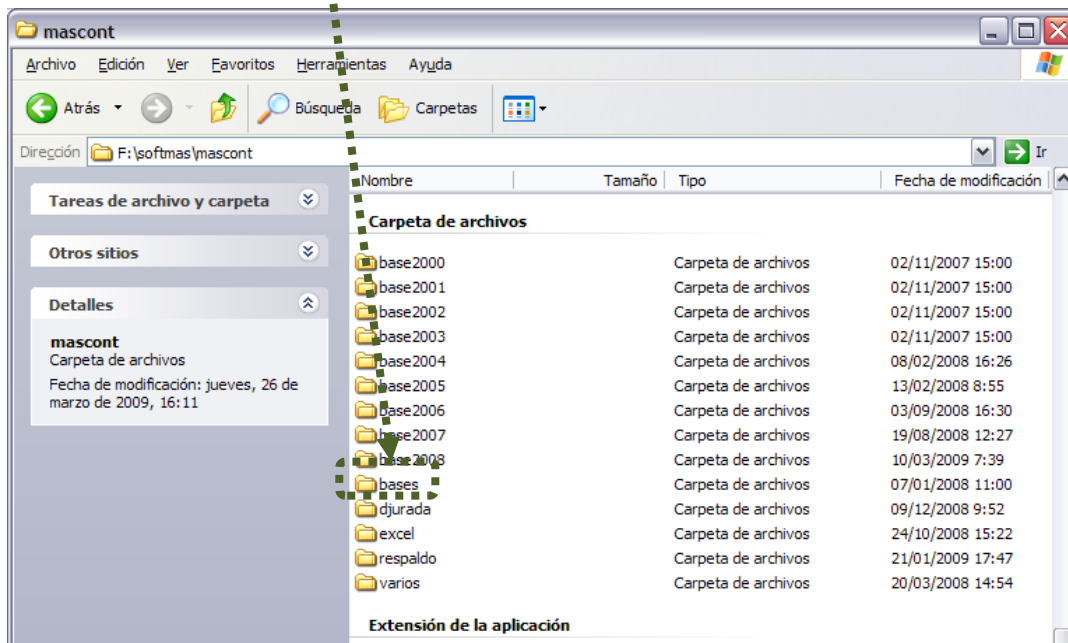 mascont
Archivo Edición Ver Favoritos Herramientas Ayuda
Atrás Búsqueda Carpetas
Dirección F:\softmas\mascont Ir
Nombre Tamaño Tipo Fecha de modificación
Tareas de archivo y carpeta
Otros sitios
Detalles
mascont
Carpeta de archivos
Fecha de modificación: jueves, 26 de
marzo de 2009, 16:11
Carpeta de archivos
base2000 Carpeta de archivos 02/11/2007 15:00
base2001 Carpeta de archivos 02/11/2007 15:00
base2002 Carpeta de archivos 02/11/2007 15:00
base2003 Carpeta de archivos 02/11/2007 15:00
base2004 Carpeta de archivos 08/02/2008 16:26
base2005 Carpeta de archivos 13/02/2008 8:55
base2006 Carpeta de archivos 03/09/2008 16:30
base2007 Carpeta de archivos 19/08/2008 12:27
base2008 Carpeta de archivos 10/03/2009 7:39
bases Carpeta de archivos 07/01/2008 11:00
djurada Carpeta de archivos 09/12/2008 9:52
excel Carpeta de archivos 24/10/2008 15:22
respaldo Carpeta de archivos 21/01/2009 17:47
varios Carpeta de archivos 20/03/2008 14:54
Extensión de la aplicación